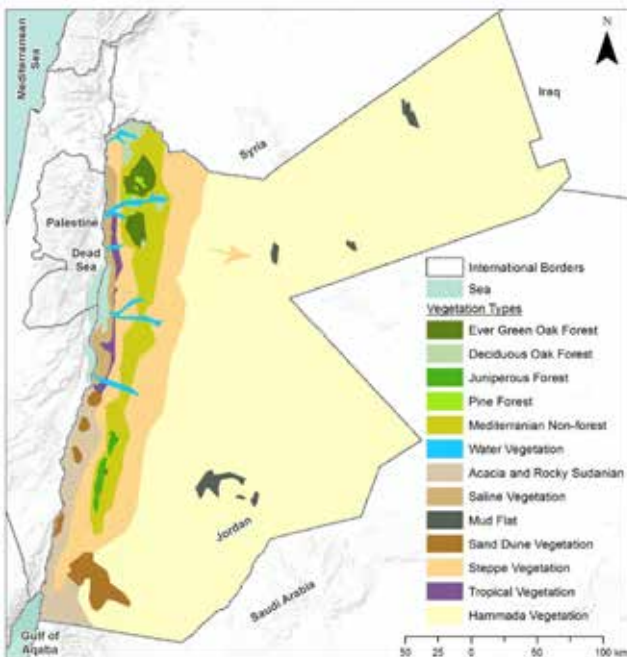 Mediterranean
Sea
N
Iraq
Syria
Palestine
Dead
Sea
International Borders
Sea
Vegetation Types
Ever Green Oak Forest
Deciduous Oak Forest
Juniperous Forest
Pine Forest
Mediterranian Non-forest
Water Vegetation
Acacia and Rocky Sudanian
Saline Vegetation
Mud Flat
Sand Dune Vegetation
Steppe Vegetation
Tropical Vegetation
Hammada Vegetation
Jordan
Saudi Arabia
Gulf of
Aqaba
50 25 0 50 100 km